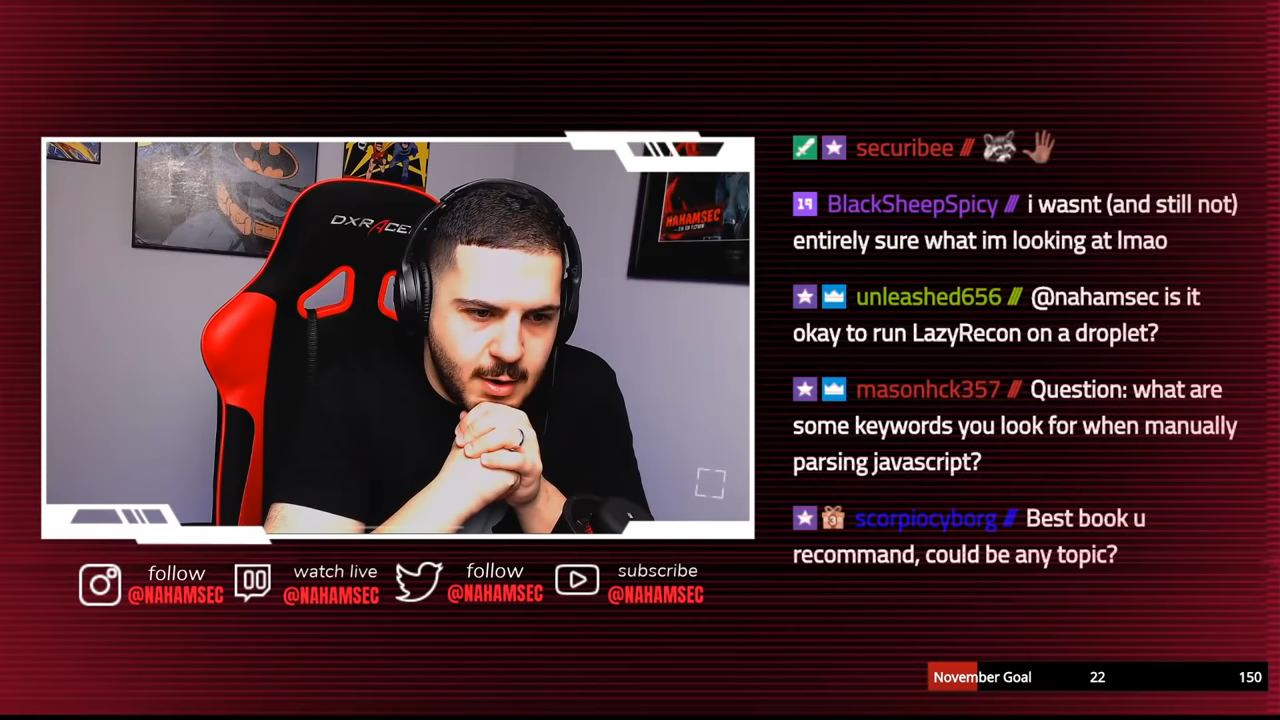 DXRACE
NAHAMSEC
securibee ///
19 BlackSheepSpicy // i wasnt (and still not)
entirely sure what im looking at lmao
unleashed656 // @nahamsec is it
okay to run LazyRecon on a droplet?
masonhck357 // Question: what are
some keywords you look for when manually
parsing javascript?
3 scorpiocyborg // Best book u
recommand, could be any topic?
follow
@NAHAMSEC
watch live
@NAHAMSEC
follow
@NAHAMSEC
subscribe
@NAHAMSEC
November Goal 22 150